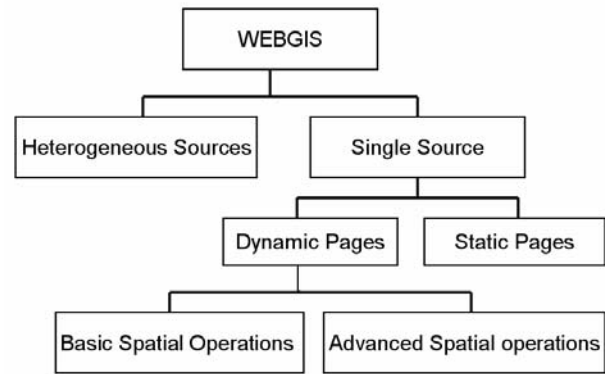 WEBGIS
Heterogeneous Sources
Single Source
Dynamic Pages
Static Pages
Basic Spatial Operations
Advanced Spatial operations